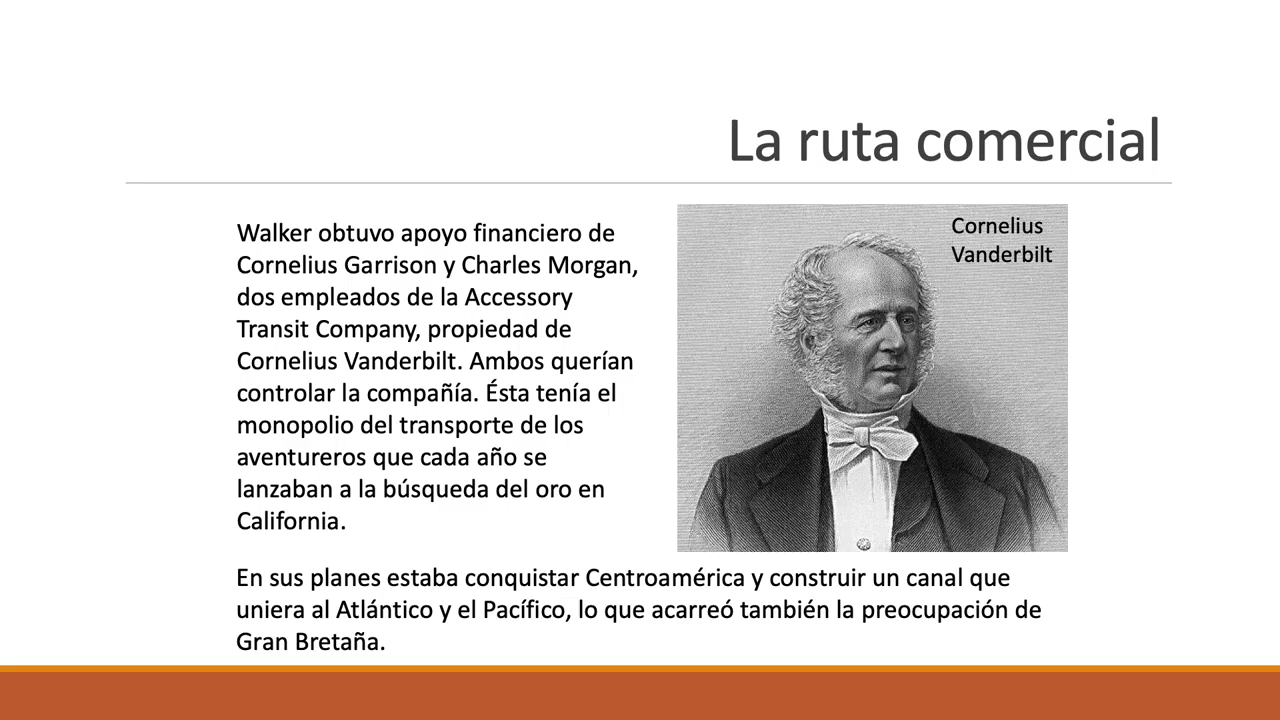 La ruta comercial
Walker obtuvo apoyo financiero de
Cornelius Garrison y Charles Morgan,
dos empleados de la Accessory
Transit Company, propiedad de
Cornelius Vanderbilt. Ambos querían
controlar la compañía. Ésta tenía el
monopolio del transporte de los
aventureros que cada año se
lanzaban a la búsqueda del oro en
California.
Cornelius
Vanderbilt
En sus planes estaba conquistar Centroamérica y construir un canal que
uniera al Atlántico y el Pacífico, lo que acarreó también la preocupación de
Gran Bretaña.